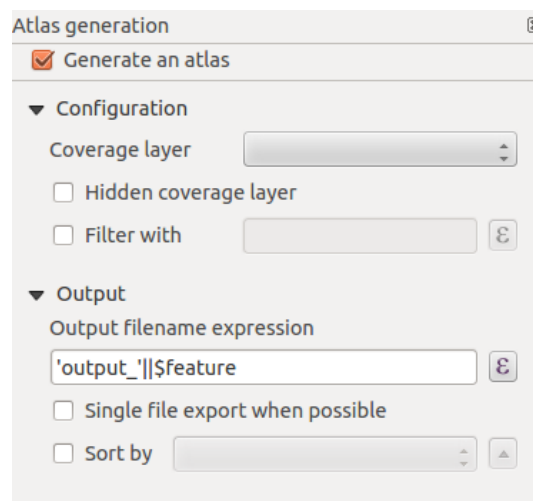 Atlas generation
Generate an atlas
Configuration
Coverage layer
Hidden coverage layer
Filter with
ε
Output
Output filename expression
'output_'||$feature
ε
Single file export when possible
Sort by